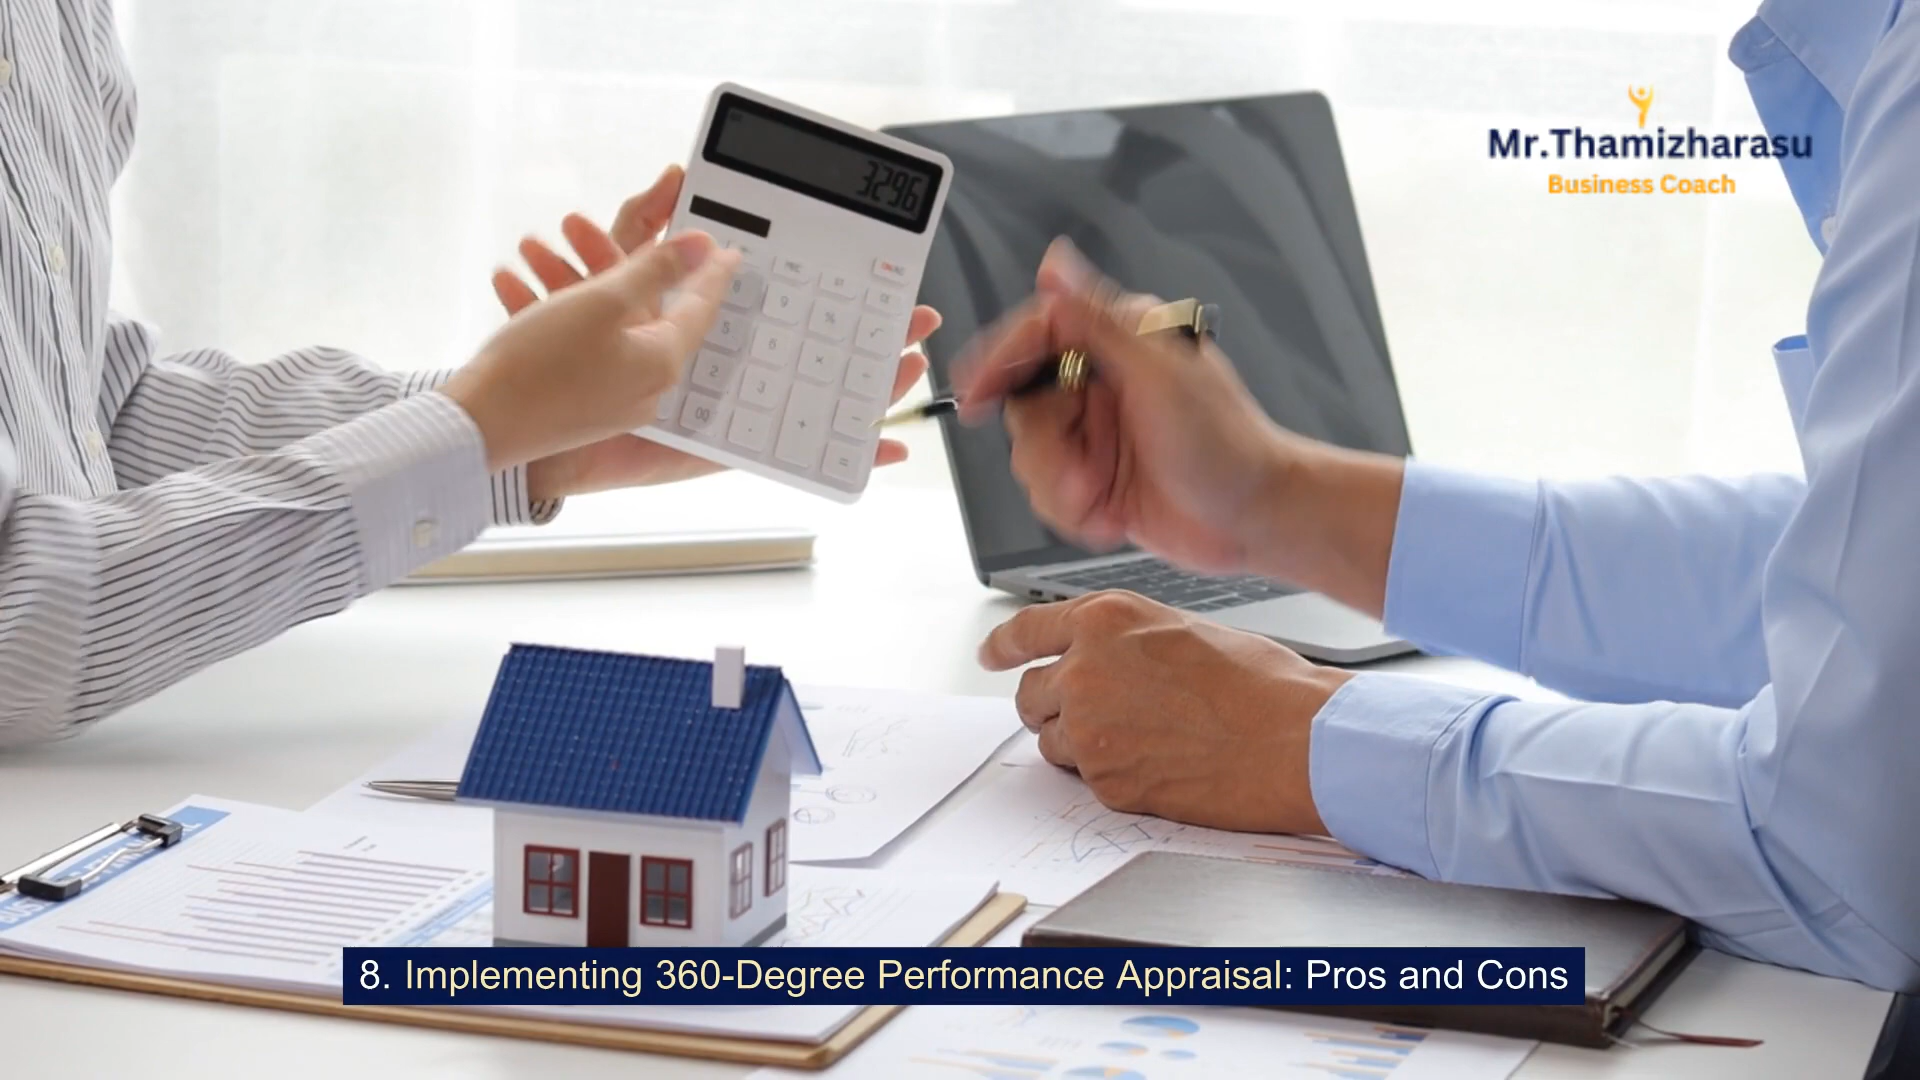 3296
Mr.Thamizharasu
Business Coach
8. Implementing 360-Degree Performance Appraisal: Pros and Cons